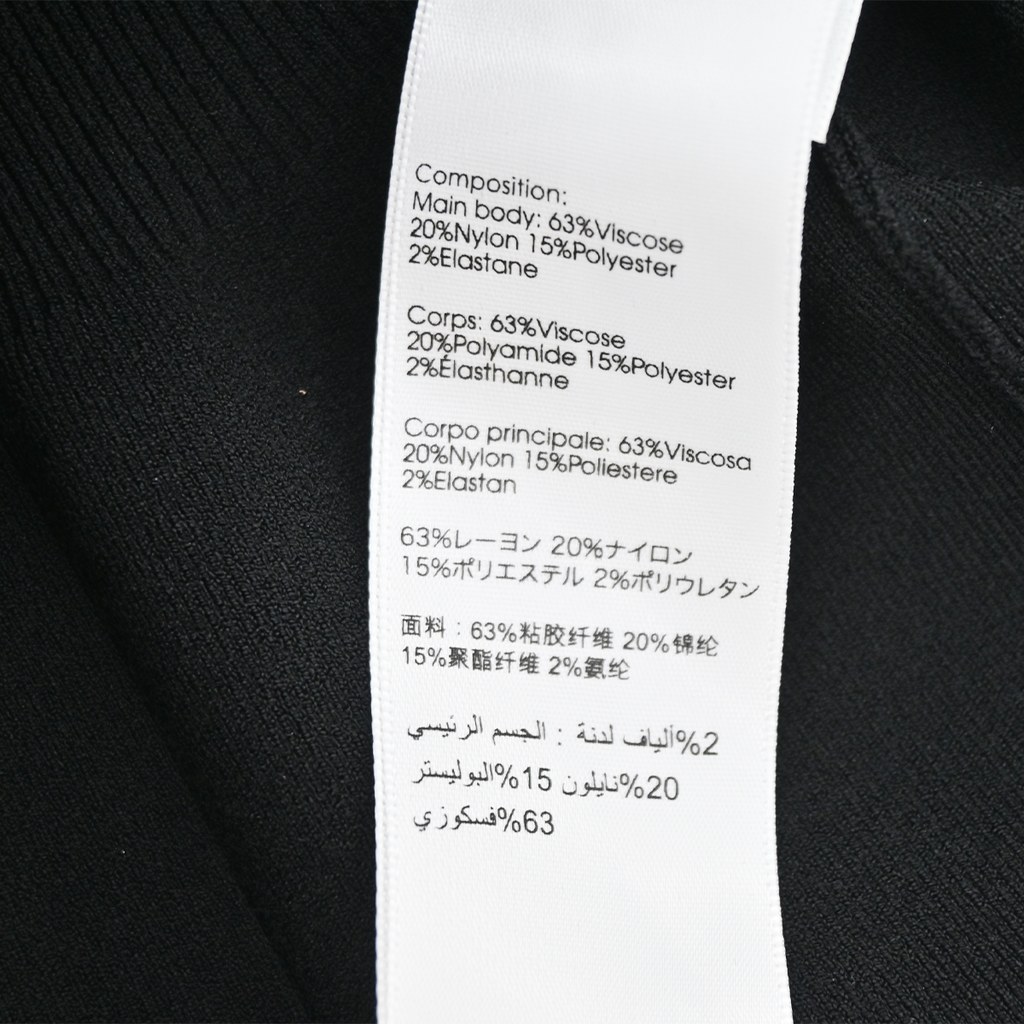 Composition:
Main body: 63%Viscose
20%Nylon 15%Polyester
2%Elastane
Corps: 63%Viscose
20%Polyamide 15%Polyester
2%Élasthanne
Corpo principale: 63%Viscosa
20%Nylon 15%Poliestere
2%Elastan
63%レーヨン 20%ナイロン
15%ポリエステル 2%ポリウレタン
面料：63%粘胶纤维 20%锦纶
15%聚酯纤维 2%氨纶
2%ألياف لدنة : الجسم الرئيسي
20%نايلون 15%البوليستر
63%فسكوزي